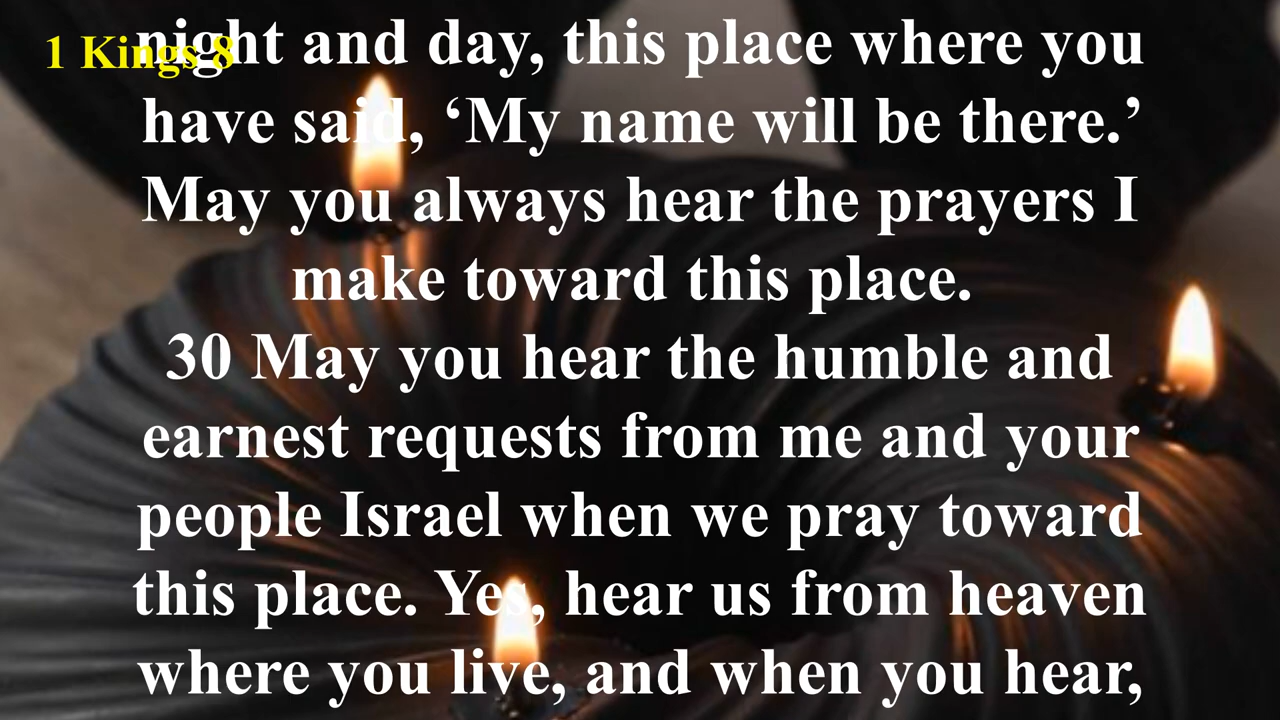 1 Kings 8
night and day, this place where you
have said, ‘My name will be there.’
May you always hear the prayers I
make toward this place.
30 May you hear the humble and
earnest requests from me and your
people Israel when we pray toward
this place. Yes, hear us from heaven
where you live, and when you hear,